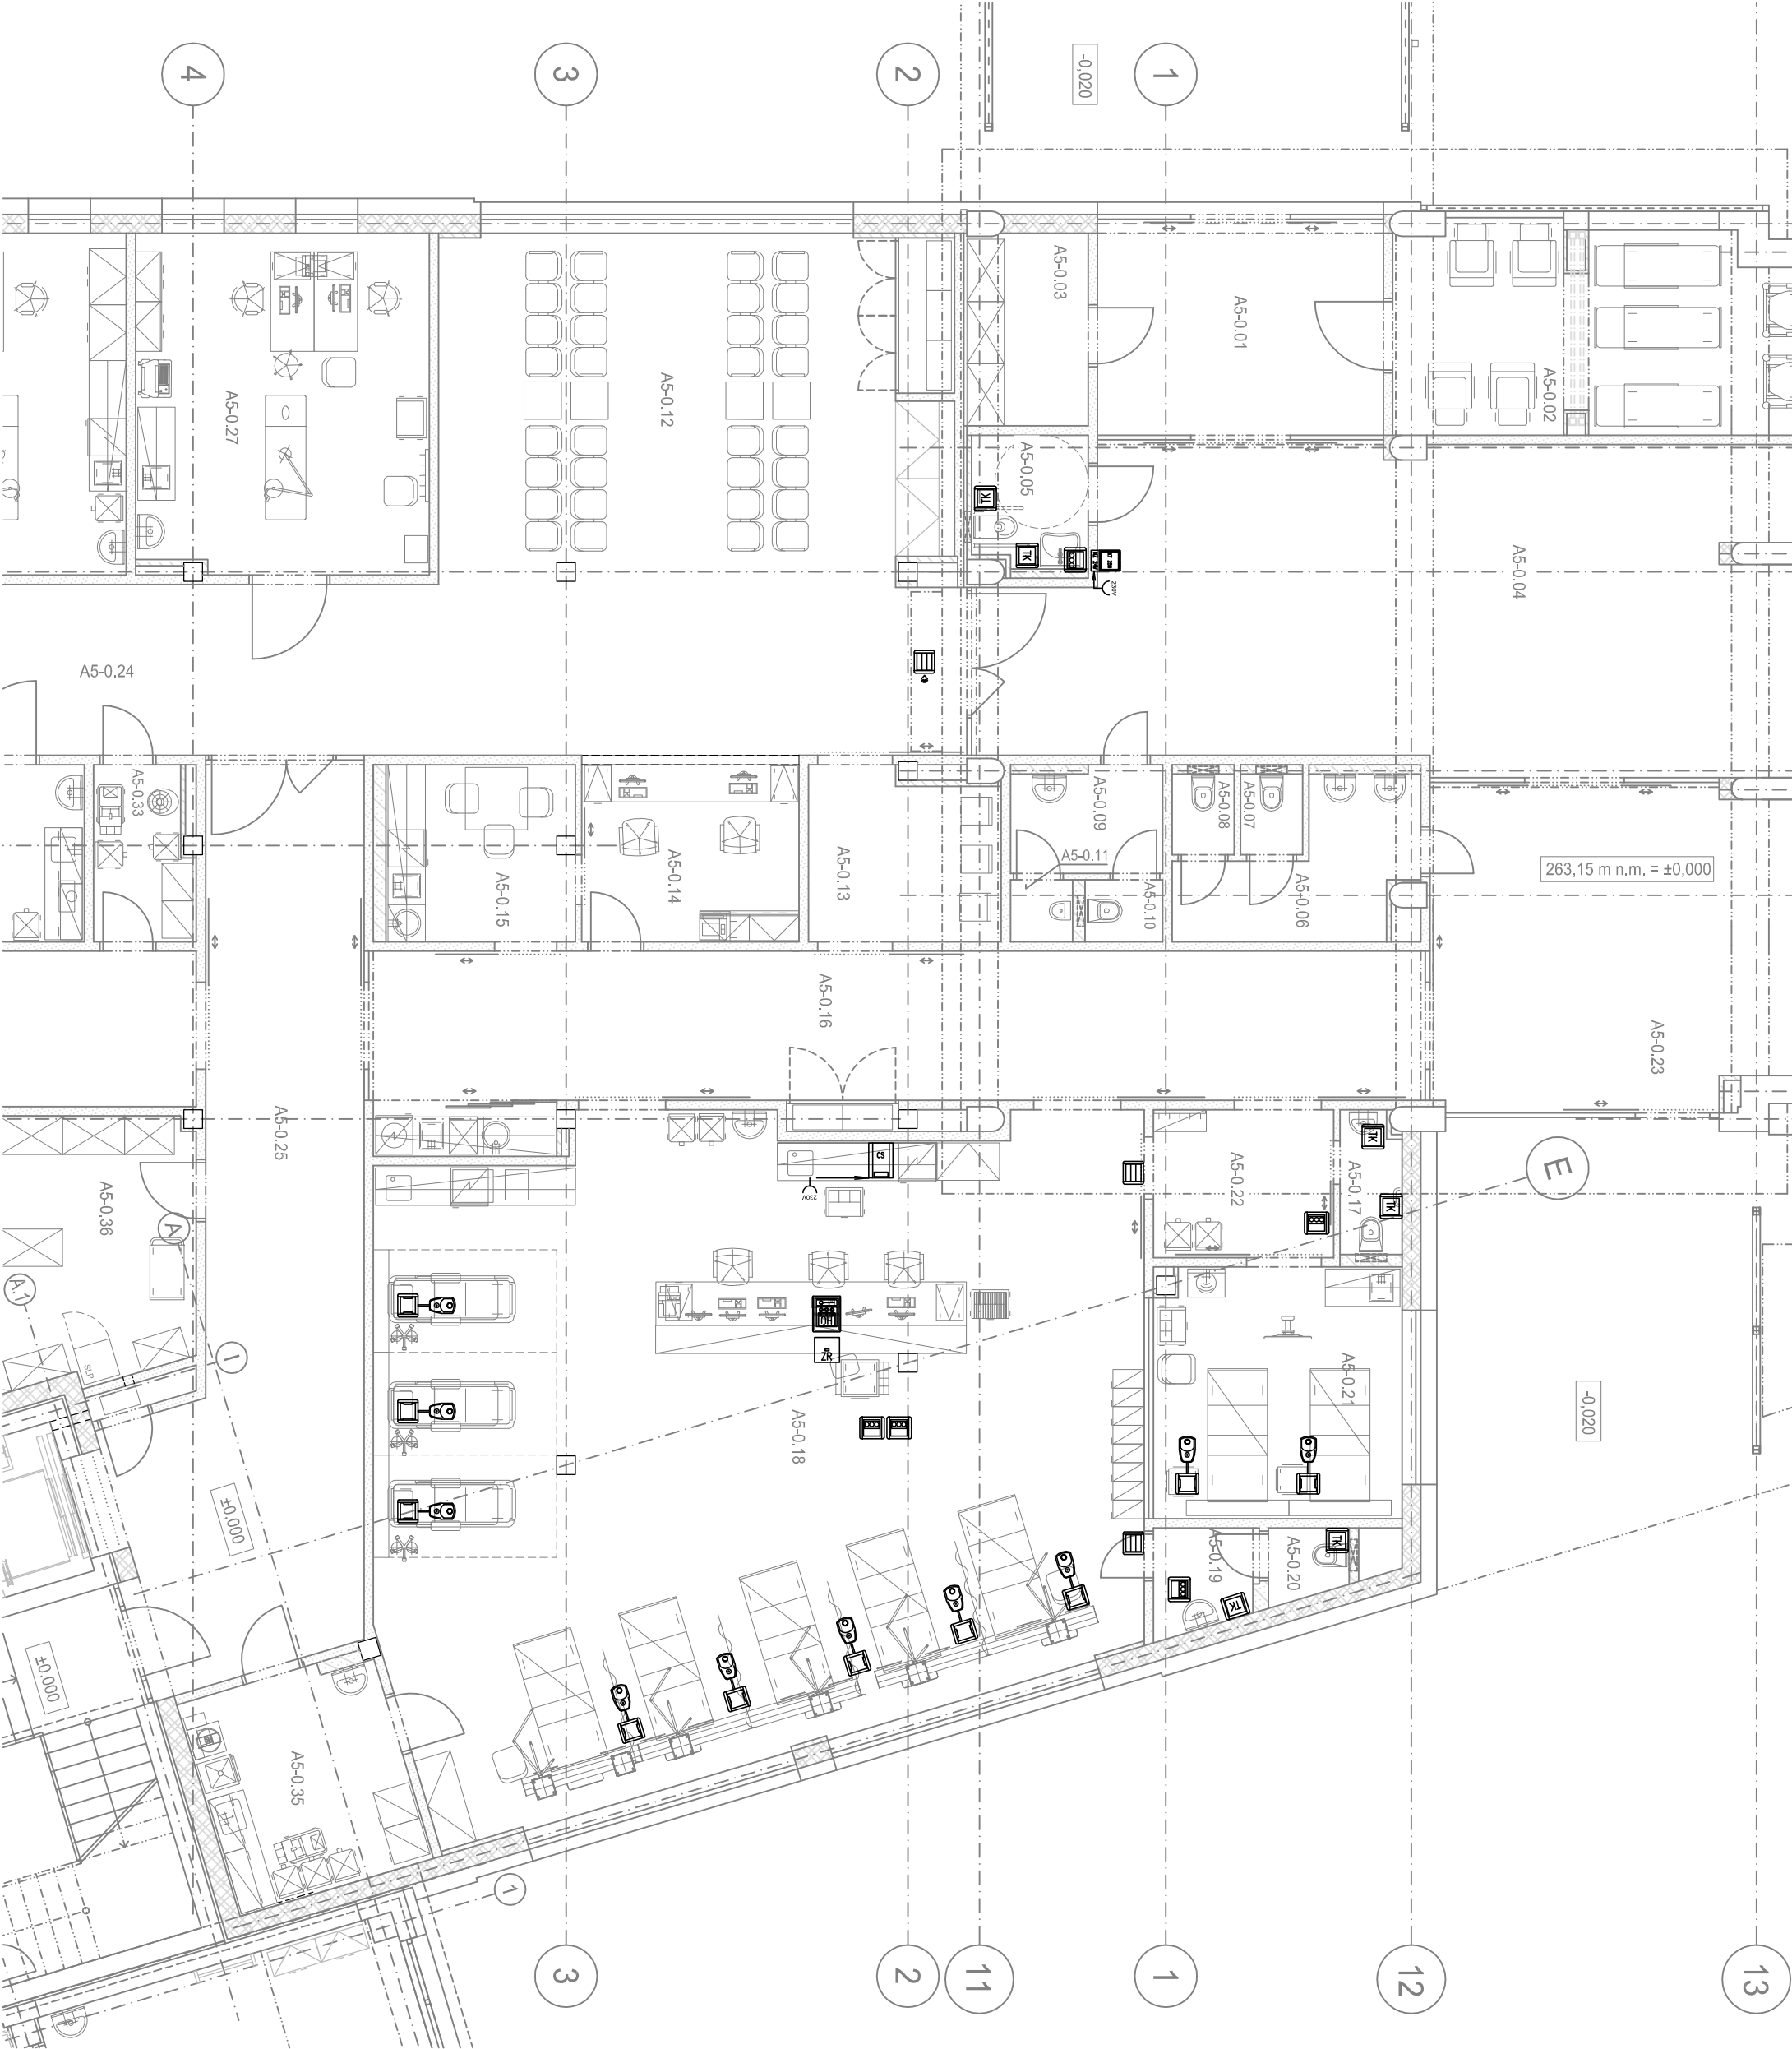 4
3
2
1
-0,020
A5-0.03
A5-0.01
A5-0.02
A5-0.27
A5-0.12
A5-0.05
TK
TK
230V
A5-0.04
A5-0.24
A5-0.33
A5-0.15
A5-0.14
A5-0.13
A5-0.09
A5-0.11
A5-0.10
A5-0.08
A5-0.07
A5-0.06
263,15 m n.m. = ±0,000
A5-0.16
A5-0.23
A5-0.25
A5-0.36
CS
230V
A5-0.22
A5-0.17
TK
TK
E
A
A.1
I
SLP
HU
ZR
A5-0.18
A5-0.21
-0,020
±0,000
A5-0.19
A5-0.20
TK
TK
±0,000
A5-0.35
1
3
2
11
1
12
13